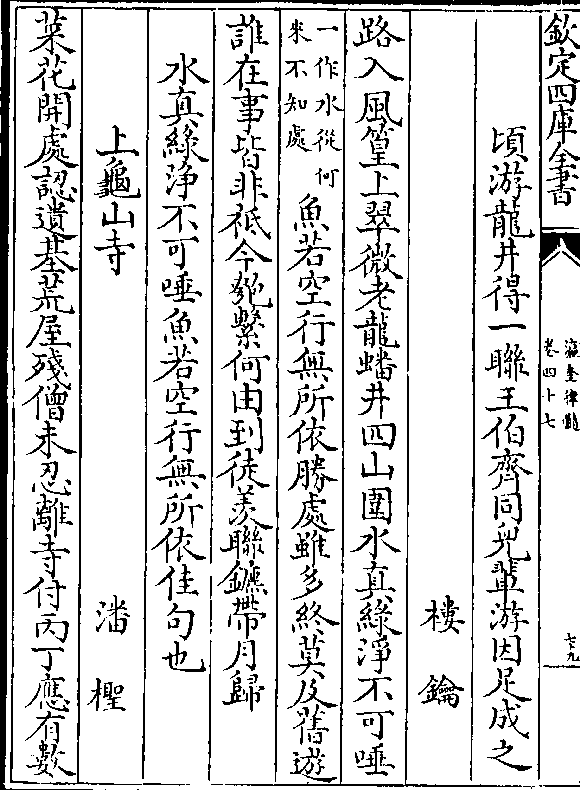 欽定四庫全書
瀛奎律髓
卷四十七
頃游龍井得一聯王伯齊同兒輩游因足成之
樓鑰
路入風篁上翠微老龍蟠井四山圍水真綠淨不可唾
一作水從何
來不知處
魚若空行無所依勝處雖多終莫及舊遊
誰在事皆非祗今匏繫何由到徒羡聯鑣帶月歸
水真綠淨不可唾魚若空行無所依佳句也
上龜山寺
潘檉
菜花開處認遺基荒屋殘僧未忍離寺付丙丁應有數